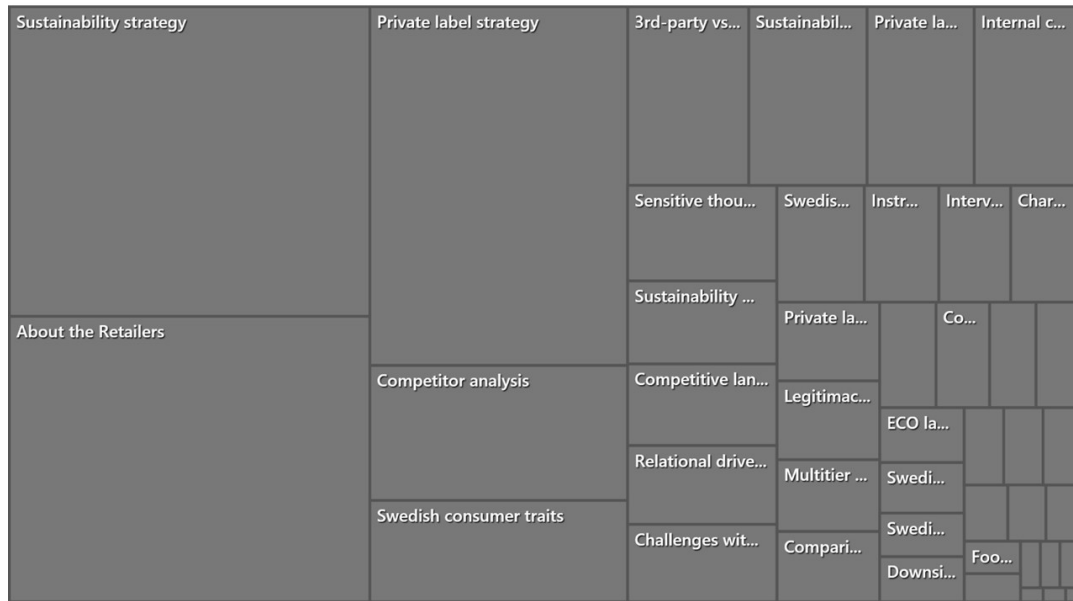 Sustainability strategy
Private label strategy
3rd-party vs...
Sustainabil...
Private la...
Internal c...
Sensitive thou...
Swedis...
Instr...
Interv...
Char...
Sustainability ...
Private la...
Co...
About the Retailers
Competitor analysis
Competitive lan...
Legitimac...
ECO la...
Relational drive...
Multitier ...
Swedi...
Swedish consumer traits
Swedi...
Challenges wit...
Compari...
Foo...
Downsi...